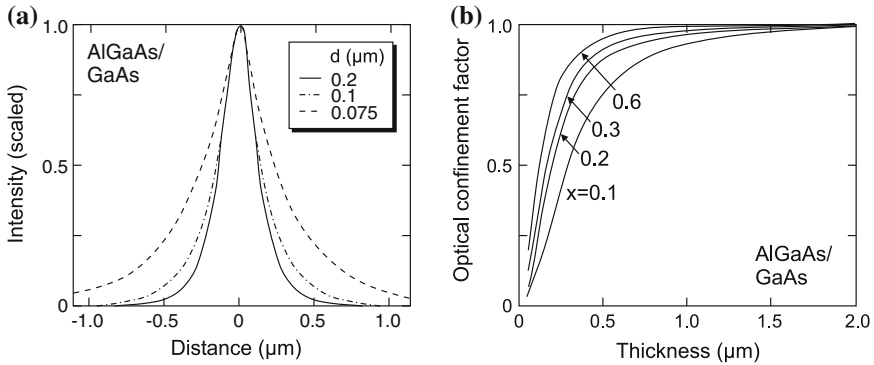 (a)
1.0
AlGaAs/
GaAs
d (µm)
0.2
0.1
0.075
0.5
0
Intensity (scaled)
-1.0
-0.5
0
0.5
1.0
Distance (µm)
(b)
1.0
0.5
0
Optical confinement factor
0.6
0.3
0.2
x=0.1
AlGaAs/
GaAs
0
0.5
1.0
1.5
2.0
Thickness (µm)